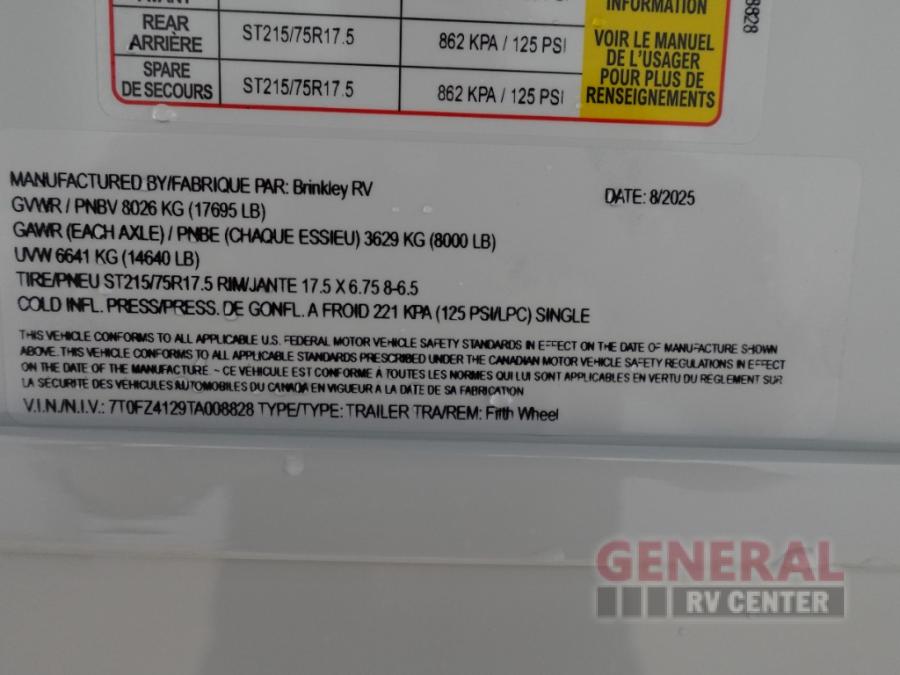 INFORMATION
REAR
ARRIÈRE
ST215/75R17.5
862 KPA / 125 PSI
SPARE
DE SECOURS
ST215/75R17.5
862 KPA / 125 PSI
VOIR LE MANUEL
DE L'USAGER
POUR PLUS DE
RENSEIGNEMENTS
8828
MANUFACTURED BY/FABRIQUE PAR: Brinkley RV
DATE: 8/2025
GVWR / PNBV 8026 KG (17695 LB)
GAWR (EACH AXLE) / PNBE (CHAQUE ESSIEU) 3629 KG (8000 LB)
UVW 6641 KG (14640 LB)
TIRE/PNEU ST215/75R17.5 RIM/JANTE 17.5 X 6.75 8-6.5
COLD INFL. PRESS/PRESS. DE GONFL. A FROID 221 KPA (125 PSI/LPC) SINGLE
THIS VEHICLE CONFORMS TO ALL APPLICABLE U.S. FEDERAL MOTOR VEHICLE SAFETY STANDARDS IN EFFECT ON THE DATE OF MANUFACTURE SHOWN
ABOVE. THIS VEHICLE CONFORMS TO ALL APPLICABLE STANDARDS PRESCRIBED UNDER THE CANADIAN MOTOR VEHICLE SAFETY REGULATIONS IN EFFECT
ON THE DATE OF THE MANUFACTURE. ~ CE VÉHICULE EST CONFORME À TOUTES LES NORMES QUI LUI SONT APPLICABLES EN VERTU DU RÈGLEMENT SUR
LA SÉCURITÉ DES VÉHICULES AUTOMOBILES DU CANADA EN VIGUEUR À LA DATE DE SA FABRICATION
V.I.N./N.I.V.: 7T0FZ4129TA008828 TYPE/TYPE: TRAILER TRA/REM: Fifth Wheel
GENERAL
RV CENTER